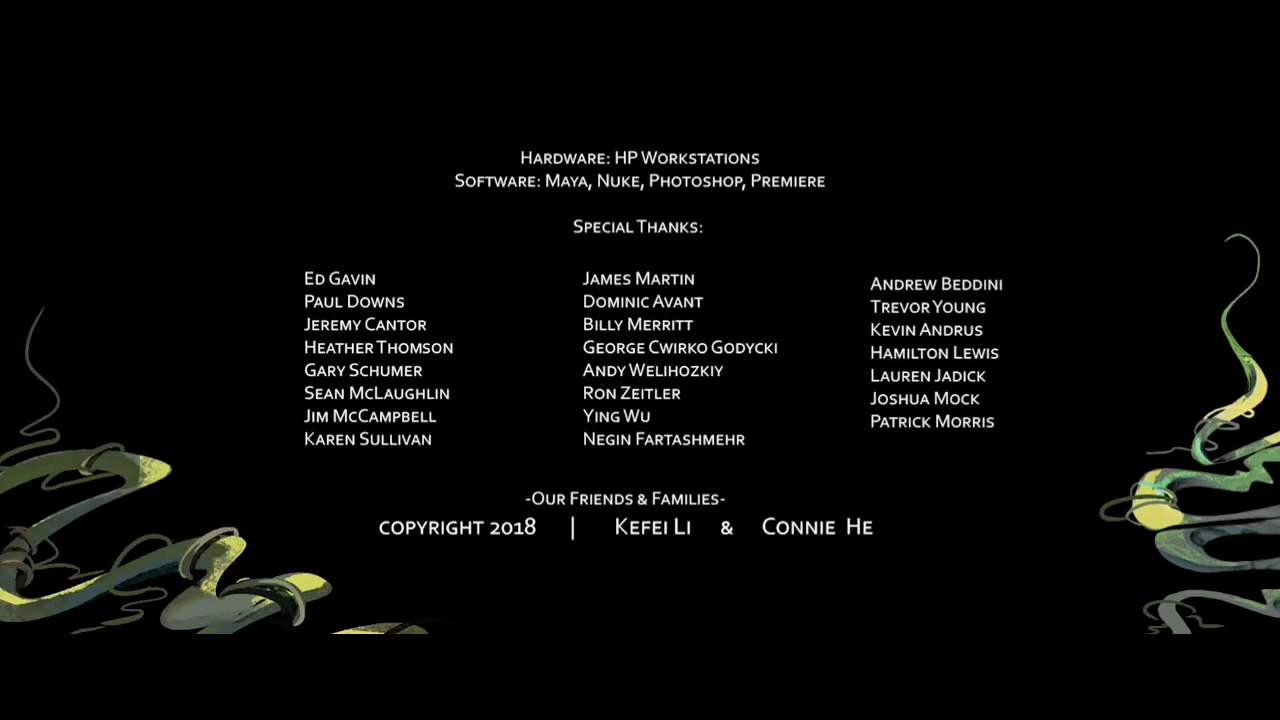 Hardware: HP Workstations
Software: Maya, Nuke, Photoshop, Premiere
Special Thanks:
Ed Gavin
Paul Downs
Jeremy Cantor
Heather Thomson
Gary Schumer
Sean McLaughlin
Jim McCampbell
Karen Sullivan
James Martin
Dominic Avant
Billy Merritt
George Cwirko Godycki
Andy Welihozkiy
Ron Zeitler
Ying Wu
Negin Fartashmehr
Andrew Beddini
Trevor Young
Kevin Andrus
Hamilton Lewis
Lauren Jadick
Joshua Mock
Patrick Morris
-Our Friends & Families-
copyright 2018 | Kefei Li & Connie He